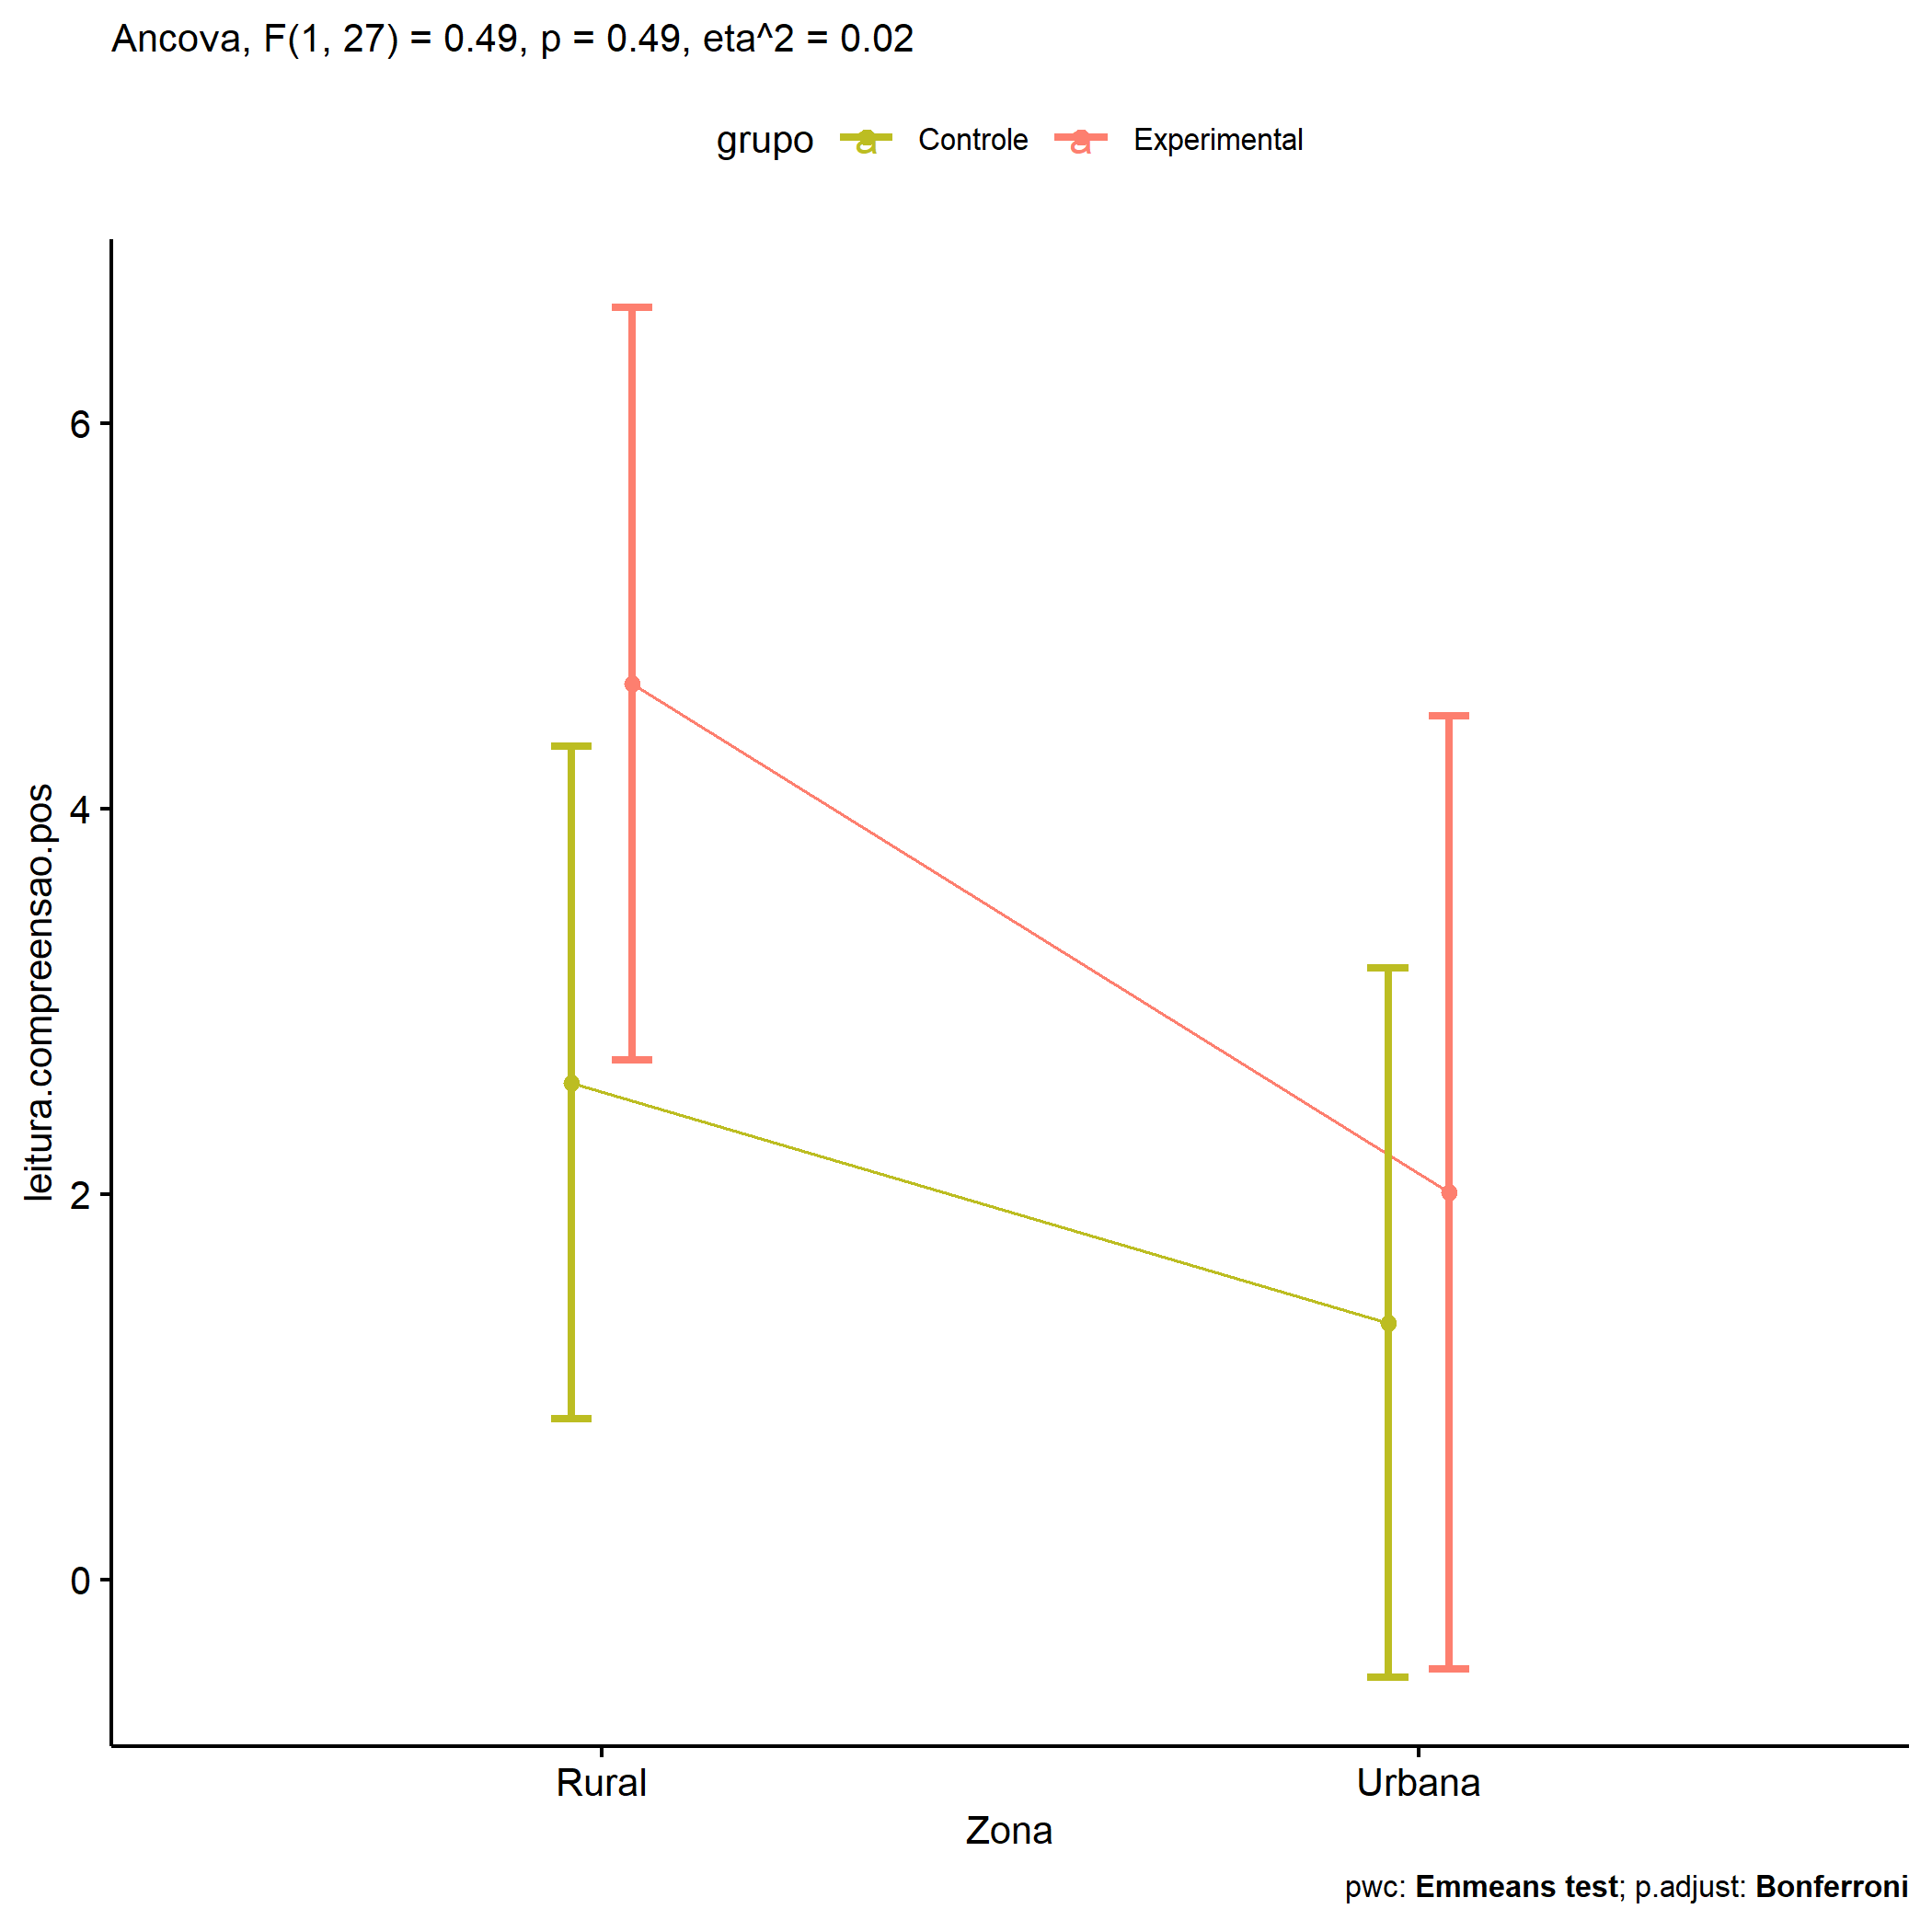 Ancova, F(1, 27) = 0.49, p = 0.49, eta^2 = 0.02
grupo a Controle a Experimental
leitura.compreensao.pos
6
4
2
0
Rural Urbana
Zona
pwc: Emmeans test; p.adjust: Bonferroni